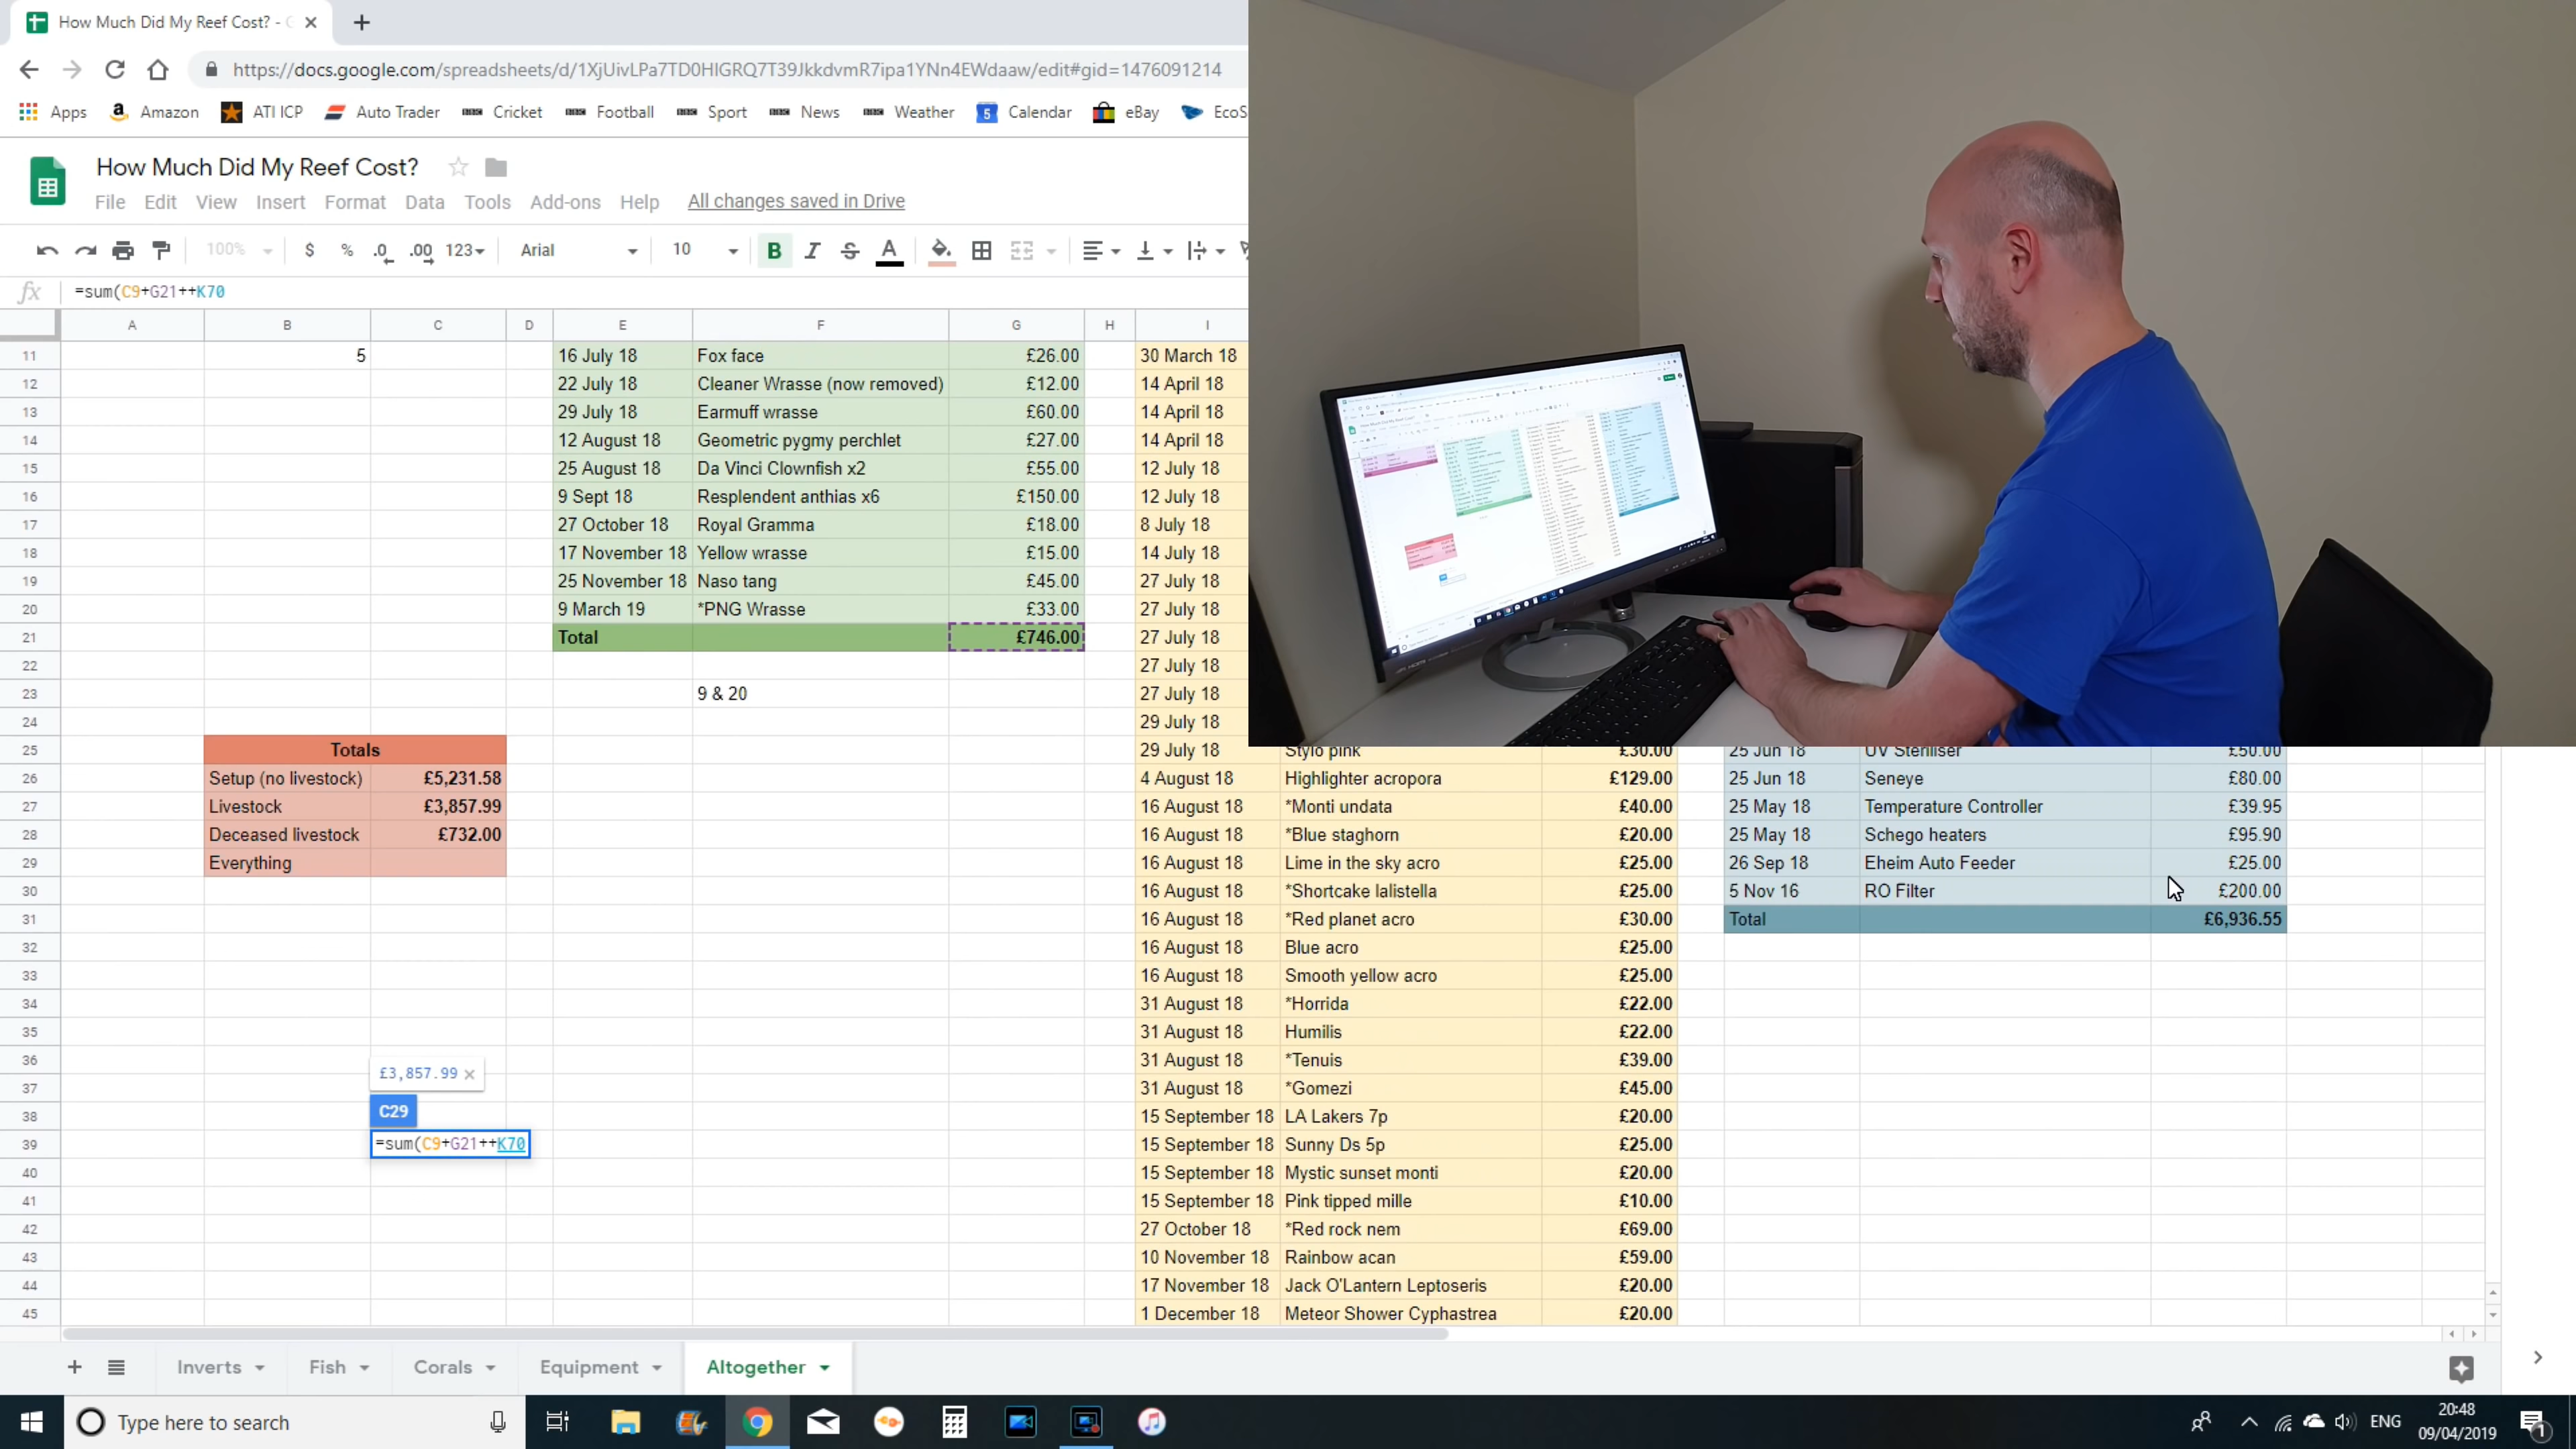 How Much Did My Reef Cost? -
https://docs.google.com/spreadsheets/d/1XjUivLPa7TD0HIGRQ7T39JkkdvmR7ipa1YNn4EWdaaw/edit#gid=1476091214
Apps Amazon ATI ICP Auto Trader BBC Cricket BBC Football BBC Sport BBC News BBC Weather 5 Calendar eBay EcoS
How Much Did My Reef Cost?
File Edit View Insert Format Data Tools Add-ons Help All changes saved in Drive
100% $ % .0 .00 123 Arial 10 B I S A
fx =sum(C9+G21++K70
A B C D E F G H I
11 5 16 July 18 Fox face £26.00 30 March 18
12 22 July 18 Cleaner Wrasse (now removed) £12.00 14 April 18
13 29 July 18 Earmuff wrasse £60.00 14 April 18
14 12 August 18 Geometric pygmy perchlet £27.00 14 April 18
15 25 August 18 Da Vinci Clownfish x2 £55.00 12 July 18
16 9 Sept 18 Resplendent anthias x6 £150.00 12 July 18
17 27 October 18 Royal Gramma £18.00 8 July 18
18 17 November 18 Yellow wrasse £15.00 14 July 18
19 25 November 18 Naso tang £45.00 27 July 18
20 9 March 19 *PNG Wrasse £33.00 27 July 18
21 Total £746.00 27 July 18
22 27 July 18
23 9 & 20 27 July 18
24 29 July 18
25 Totals 29 July 18 Stylo pink £30.00 25 Jun 18 UV Steriliser £50.00
26 Setup (no livestock) £5,231.58 4 August 18 Highlighter acropora £129.00 25 Jun 18 Seneye £80.00
27 Livestock £3,857.99 16 August 18 *Monti undata £40.00 25 May 18 Temperature Controller £39.95
28 Deceased livestock £732.00 16 August 18 *Blue staghorn £20.00 25 May 18 Schego heaters £95.90
29 Everything 16 August 18 Lime in the sky acro £25.00 26 Sep 18 Eheim Auto Feeder £25.00
30 16 August 18 *Shortcake lalistella £25.00 5 Nov 16 RO Filter £200.00
31 16 August 18 *Red planet acro £30.00 Total £6,936.55
32 16 August 18 Blue acro £25.00
33 16 August 18 Smooth yellow acro £25.00
34 31 August 18 *Horrida £22.00
35 31 August 18 Humilis £22.00
36 31 August 18 *Tenuis £39.00
£3,857.99 ×
37 31 August 18 *Gomezi £45.00
38 C29 15 September 18 LA Lakers 7p £20.00
39 =sum(C9+G21++K70 15 September 18 Sunny Ds 5p £25.00
40 15 September 18 Mystic sunset monti £20.00
41 15 September 18 Pink tipped mille £10.00
42 27 October 18 *Red rock nem £69.00
43 10 November 18 Rainbow acan £59.00
44 17 November 18 Jack O'Lantern Leptoseris £20.00
45 1 December 18 Meteor Shower Cyphastrea £20.00
Inverts Fish Corals Equipment Altogether
Type here to search ENG 20:48
09/04/2019 1